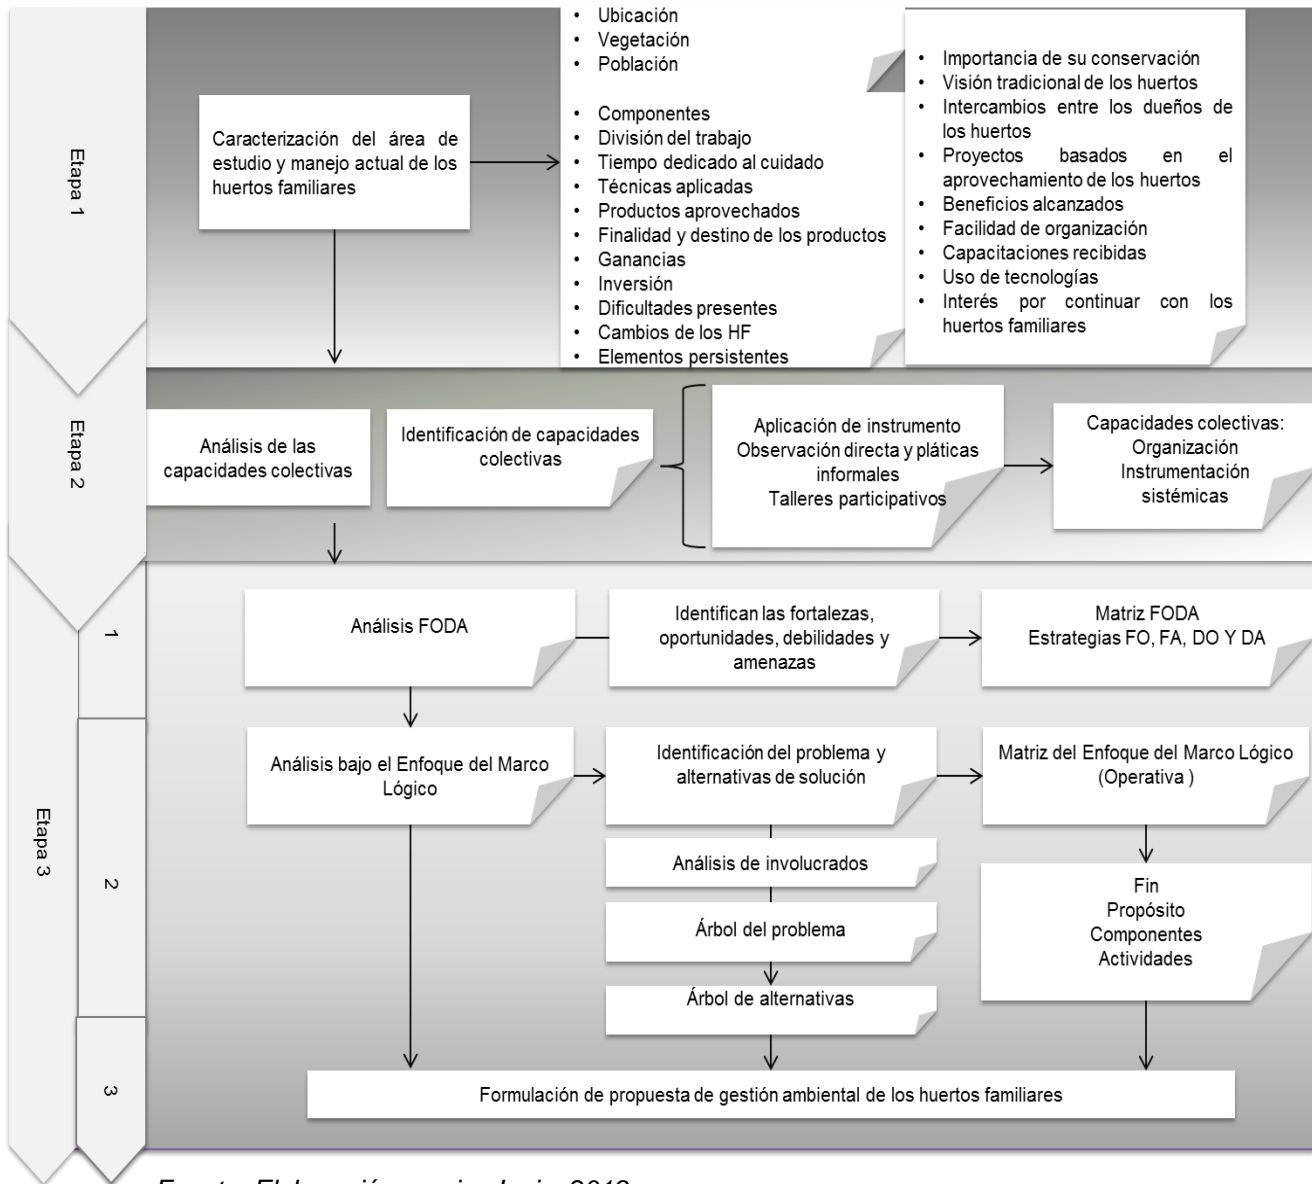 Etapa 1
Caracterización del área de
estudio y manejo actual de los
huertos familiares
• Ubicación
• Vegetación
• Población
• Componentes
• División del trabajo
• Tiempo dedicado al cuidado
• Técnicas aplicadas
• Productos aprovechados
• Finalidad y destino de los productos
• Ganancias
• Inversión
• Dificultades presentes
• Cambios de los HF
• Elementos persistentes
• Importancia de su conservación
• Visión tradicional de los huertos
• Intercambios entre los dueños de
los huertos
• Proyectos basados en el
aprovechamiento de los huertos
• Beneficios alcanzados
• Facilidad de organización
• Capacitaciones recibidas
• Uso de tecnologías
• Interés por continuar con los
huertos familiares
Etapa 2
Análisis de las
capacidades colectivas
Identificación de capacidades
colectivas
Aplicación de instrumento
Observación directa y pláticas
informales
Talleres participativos
Capacidades colectivas:
Organización
Instrumentación
sistémicas
Etapa 3
1
Análisis FODA
Identifican las fortalezas,
oportunidades, debilidades y
amenazas
Matriz FODA
Estrategias FO, FA, DO Y DA
2
Análisis bajo el Enfoque del Marco
Lógico
Identificación del problema y
alternativas de solución
Matriz del Enfoque del Marco Lógico
(Operativa )
Análisis de involucrados
Árbol del problema
Árbol de alternativas
Fin
Propósito
Componentes
Actividades
3
Formulación de propuesta de gestión ambiental de los huertos familiares